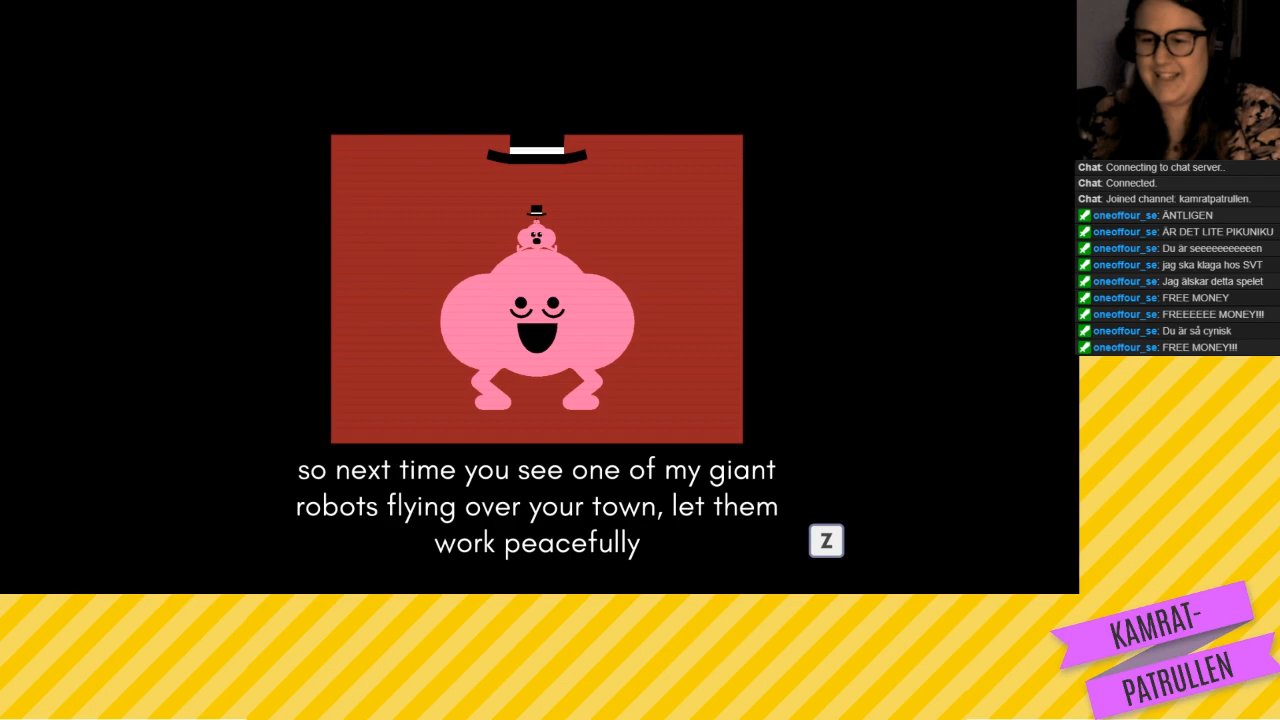 so next time you see one of my giant
robots flying over your town, let them
work peacefully
Z
Chat: Connecting to chat server..
Chat: Connected.
Chat: Joined channel: kamratpatrullen.
oneoffour_se: ÄNTLIGEN
oneoffour_se: ÄR DET LITE PIKUNIKU
oneoffour_se: Du är seeeeeeeeeeen
oneoffour_se: jag ska klaga hos SVT
oneoffour_se: Jag älskar detta spelet
oneoffour_se: FREE MONEY
oneoffour_se: FREEEEEE MONEY!!!
oneoffour_se: Du är så cynisk
oneoffour_se: FREE MONEY!!!
KAMRAT-
PATRULLEN